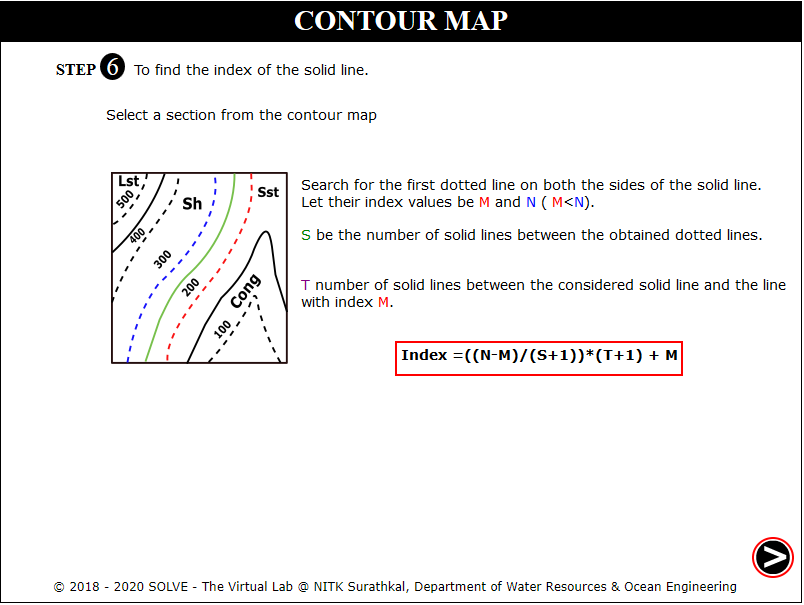 CONTOUR MAP
STEP 6 To find the index of the solid line.
Select a section from the contour map
Lst
500
400
Sh
300
200
Sst
Cong
100
Search for the first dotted line on both the sides of the solid line.
Let their index values be M and N ( M<N).
S be the number of solid lines between the obtained dotted lines.
T number of solid lines between the considered solid line and the line
with index M.
Index =((N-M)/(S+1))*(T+1) + M
>
© 2018 - 2020 SOLVE - The Virtual Lab @ NITK Surathkal, Department of Water Resources & Ocean Engineering